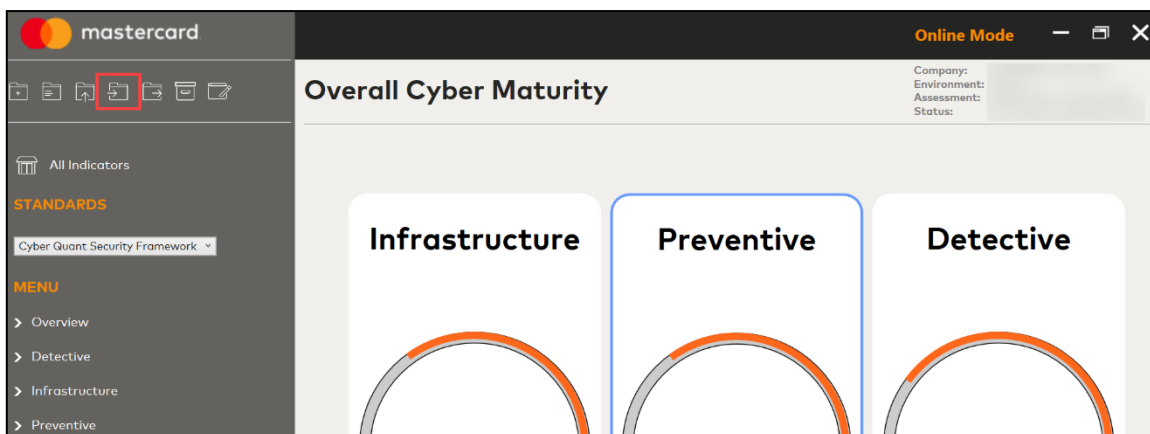 mastercard
Online Mode
Overall Cyber Maturity
Company:
Environment:
Assessment:
Status:
All Indicators
STANDARDS
Cyber Quant Security Framework
MENU
Overview
Detective
Infrastructure
Preventive
Infrastructure
Preventive
Detective